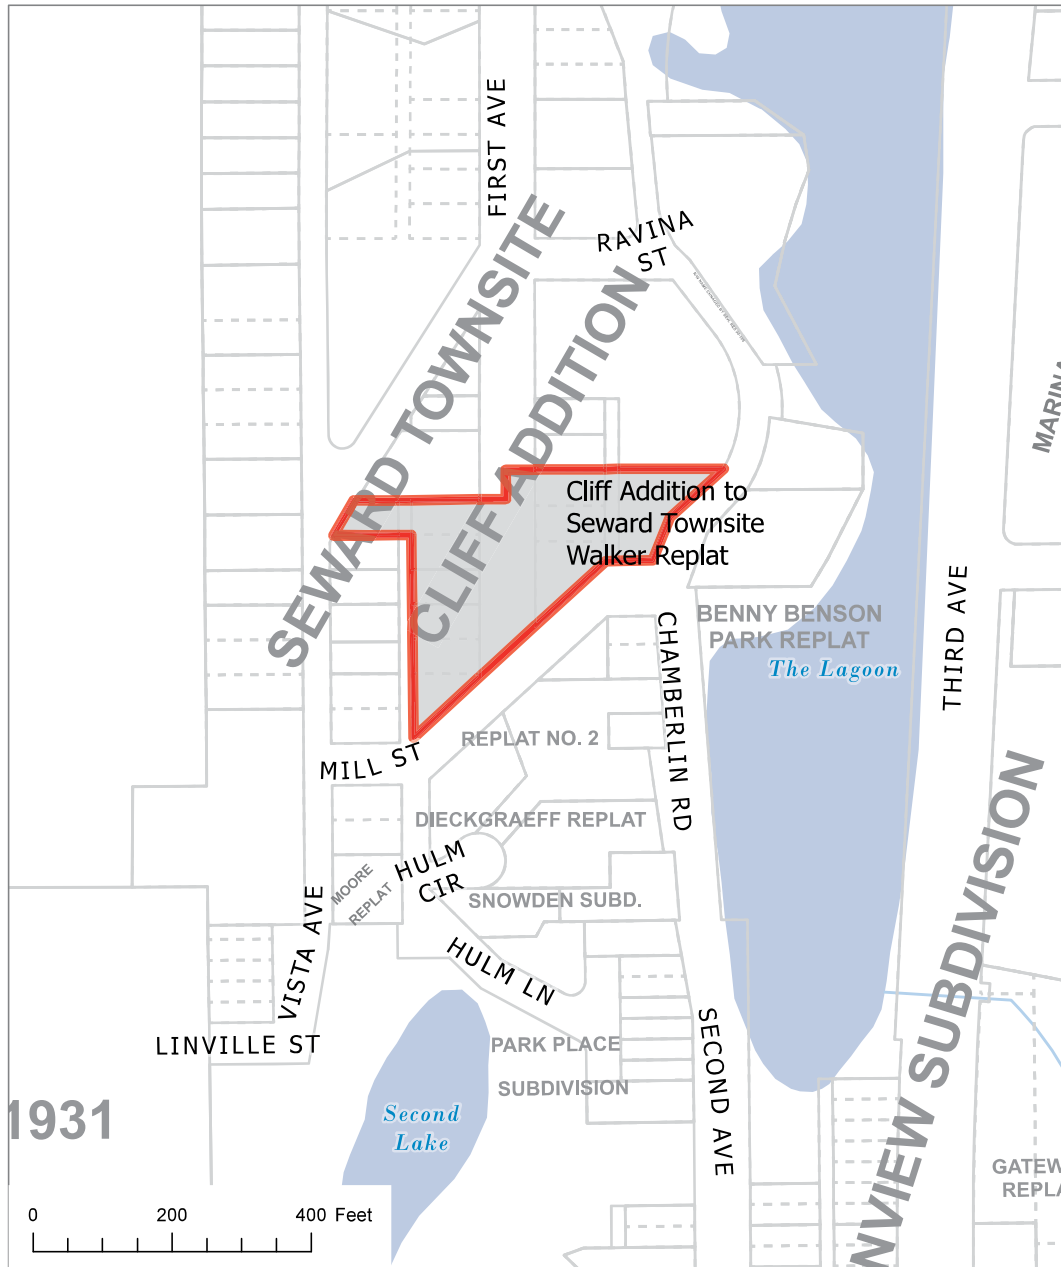 FIRST AVE
RAVINA
ST
SEWARD TOWNSITE
CLIFF ADDITION
MARINA
Cliff Addition to
Seward Townsite
Walker Replat
BENNY BENSON
PARK REPLAT
The Lagoon
THIRD AVE
CHAMBERLIN RD
REPLAT NO. 2
MILL ST
DIECKGRAEFF REPLAT
HULM
CIR
MOORE
REPLAT
SNOWDEN SUBD.
VISTA AVE
HULM LN
LINVILLE ST
PARK PLACE
SUBDIVISION
SECOND AVE
NVIEW SUBDIVISION
1931
Second
Lake
GATEW
REPLA
0 200 400 Feet